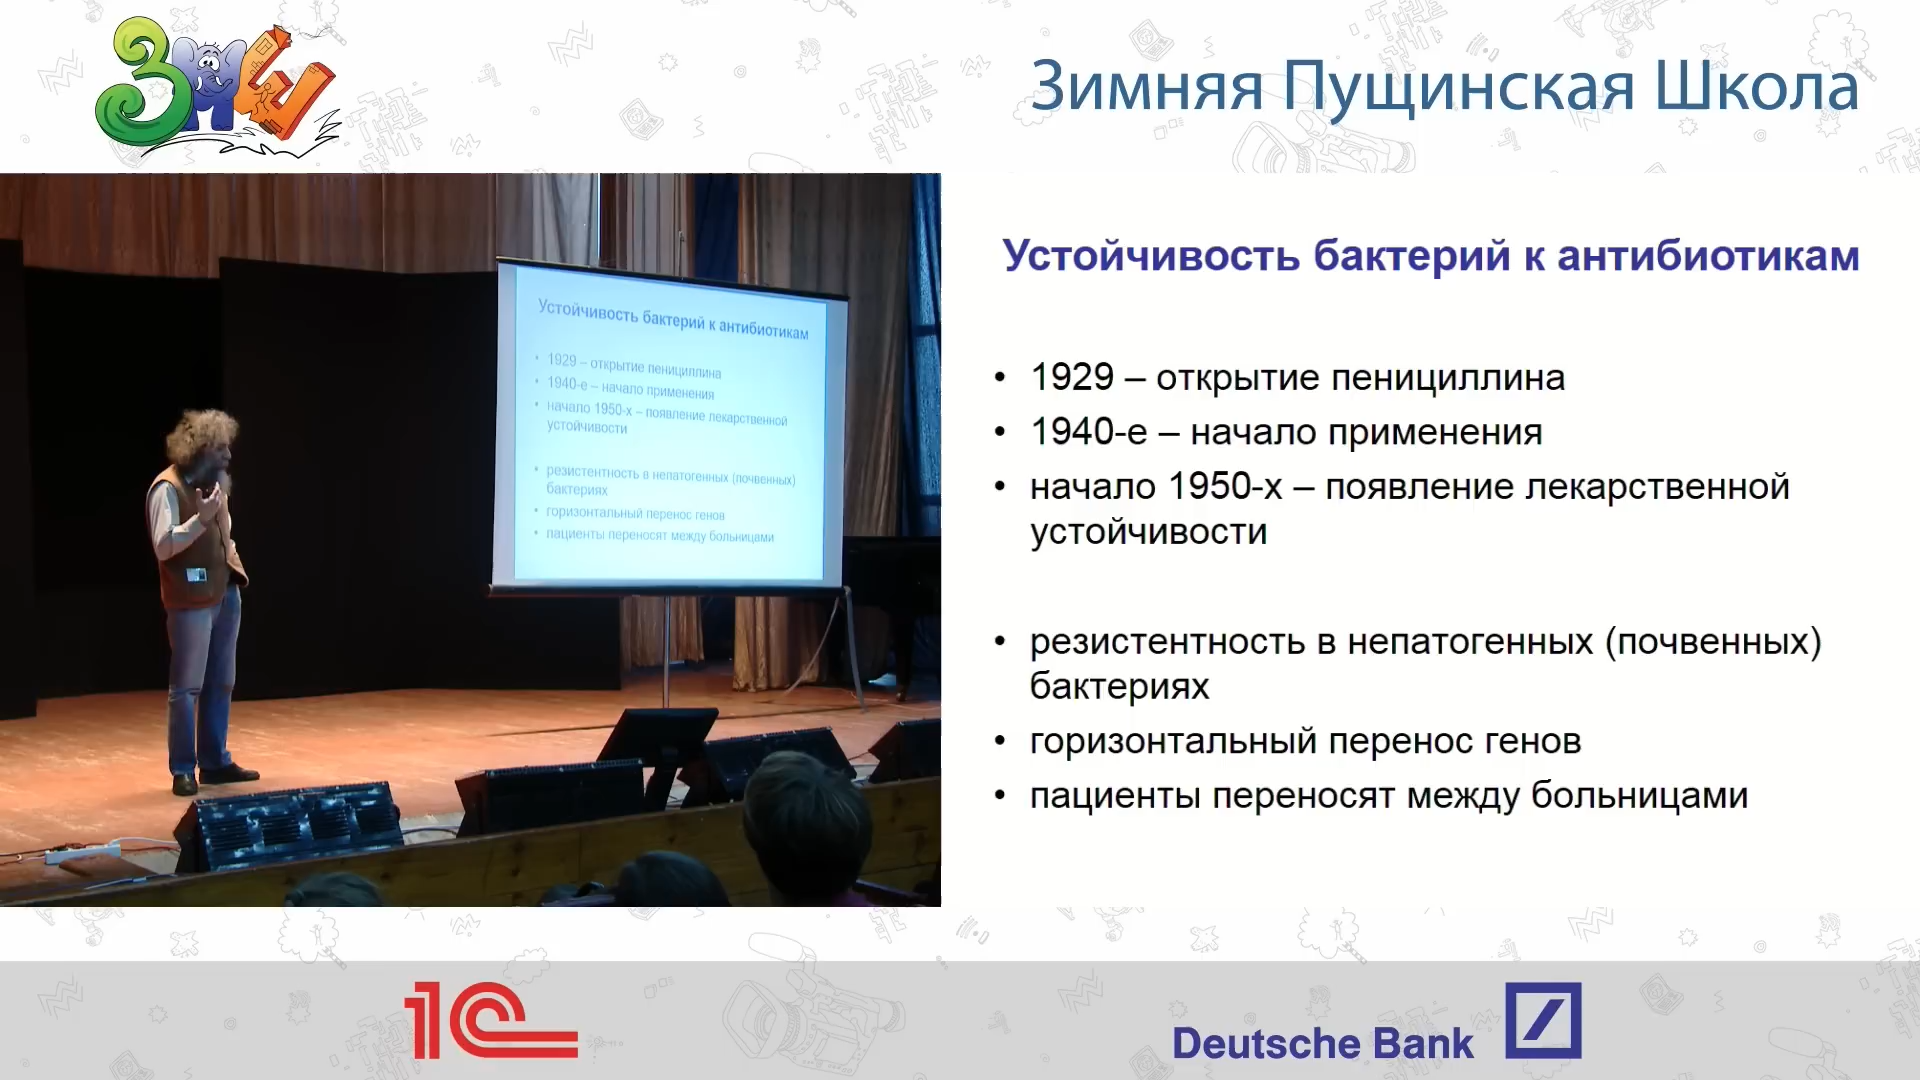 ЗПШ
Зимняя Пущинская Школа
Устойчивость бактерий к антибиотикам
• 1929 – открытие пенициллина
• 1940-е – начало применения
• начало 1950-х – появление лекарственной
устойчивости
• резистентность в непатогенных (почвенных)
бактериях
• горизонтальный перенос генов
• пациенты переносят между больницами
Устойчивость бактерий к антибиотикам
• 1929 – открытие пенициллина
• 1940-е – начало применения
• начало 1950-х – появление лекарственной
устойчивости
• резистентность в непатогенных (почвенных)
бактериях
• горизонтальный перенос генов
• пациенты переносят между больницами
1С
Deutsche Bank